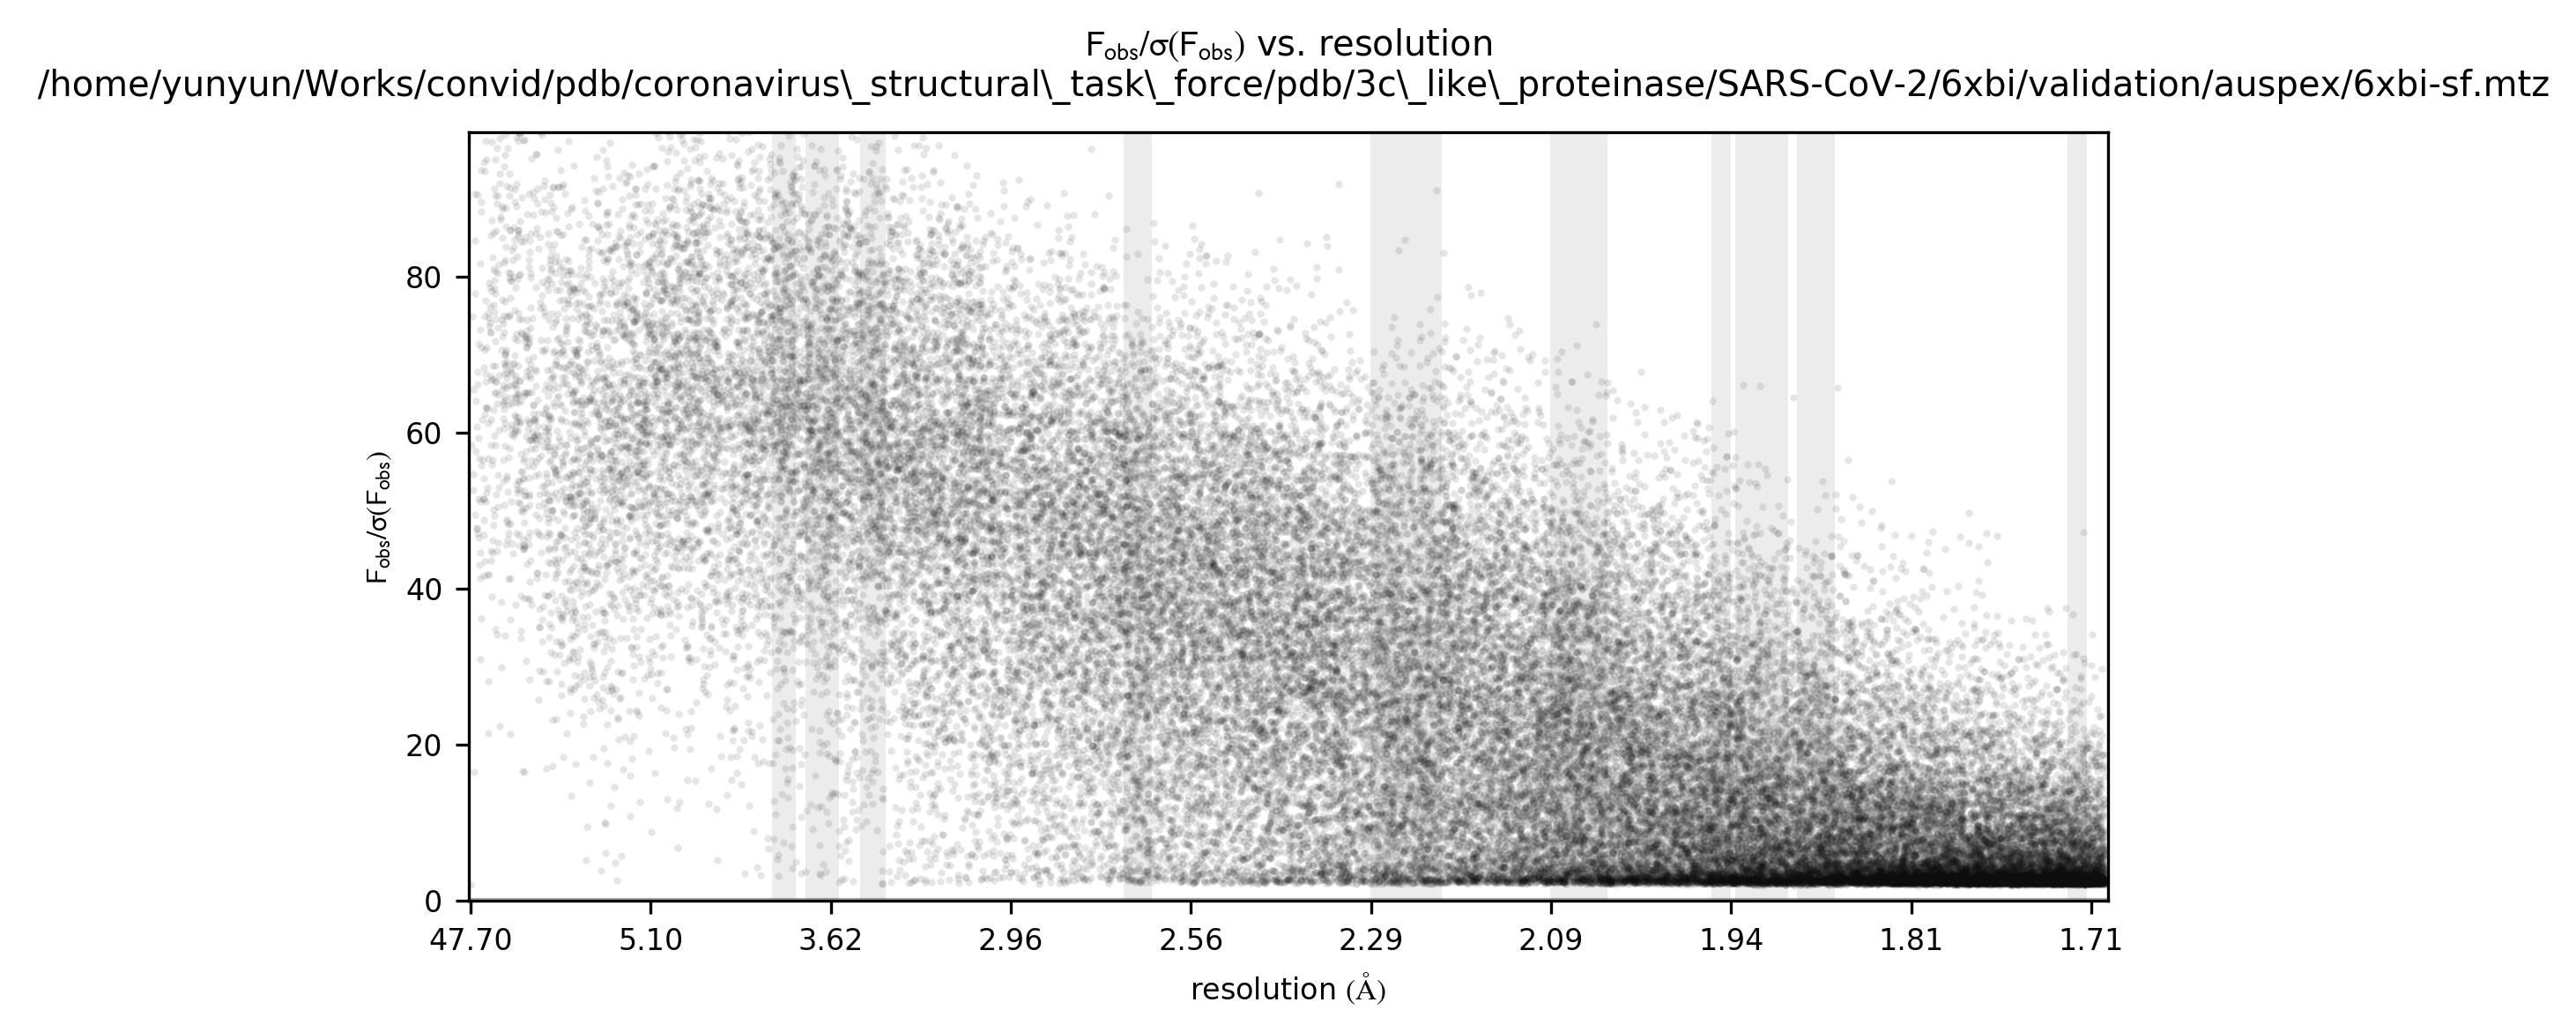 Fobs/σ(Fobs) vs. resolution
/home/yunyun/Works/convid/pdb/coronavirus\_structural\_task\_force/pdb/3c\_like\_proteinase/SARS-CoV-2/6xbi/validation/auspex/6xbi-sf.mtz
Fobs/σ(Fobs)
80
60
40
20
0
47.70 5.10 3.62 2.96 2.56 2.29 2.09 1.94 1.81 1.71
resolution (Å)